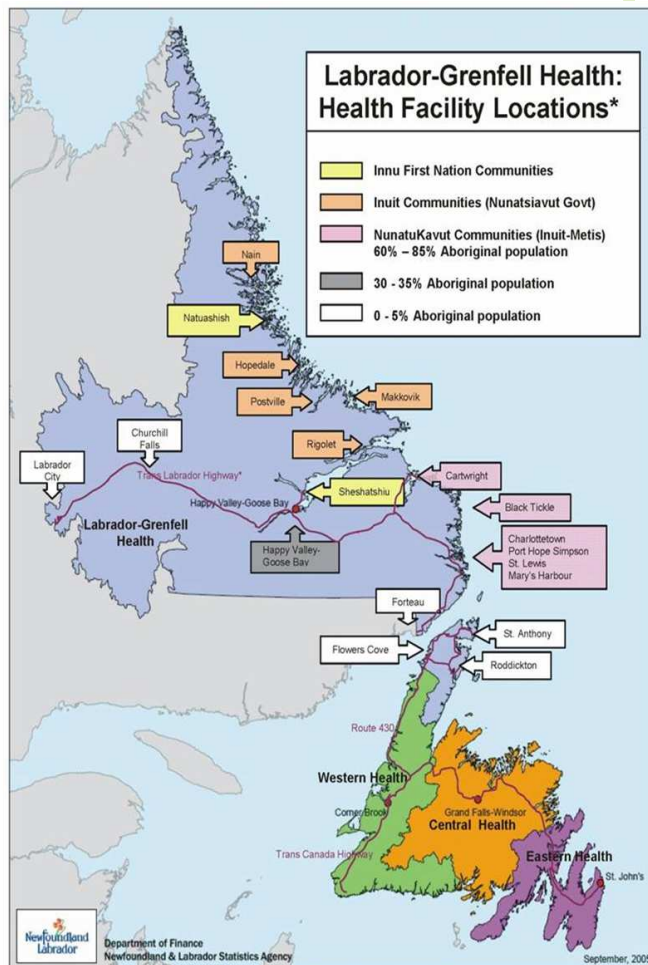 Labrador-Grenfell Health:
Health Facility Locations*
Innu First Nation Communities
Inuit Communities (Nunatsiavut Govt)
NunatuKavut Communities (Inuit-Metis)
60% – 85% Aboriginal population
30 - 35% Aboriginal population
0 - 5% Aboriginal population
Nain
Natuashish
Hopedale
Postville
Makkovik
Rigolet
Churchill
Falls
Labrador
City
Trans Labrador Highway*
Cartwright
Sheshatshiu
Happy Valley-Goose Bay
Black Tickle
Labrador-Grenfell
Health
Happy Valley-
Goose Bay
Charlottetown
Port Hope Simpson
St. Lewis
Mary's Harbour
Forteau
St. Anthony
Flowers Cove
Roddickton
Route 430
Western Health
Corner Brook
Grand Falls-Windsor
Central Health
Trans Canada Highway
Eastern Health
St. John's
Newfoundland
Labrador
Department of Finance
Newfoundland & Labrador Statistics Agency
September, 2005